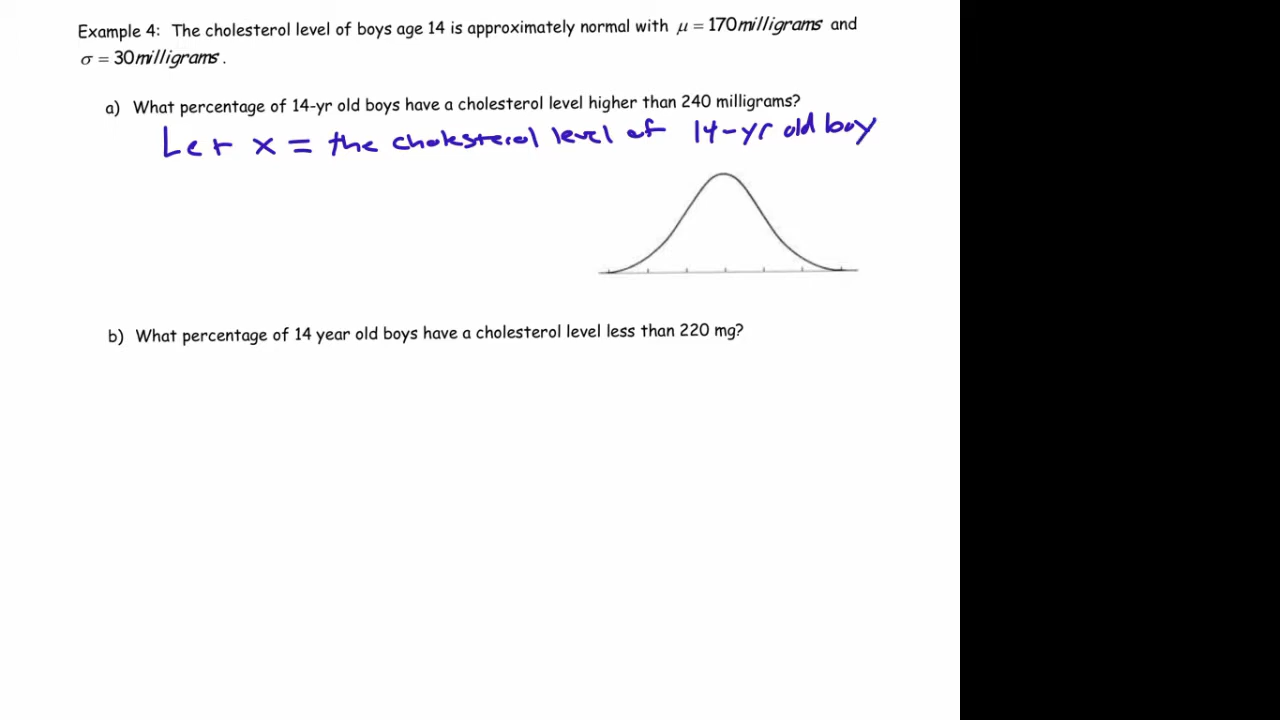 Example 4: The cholesterol level of boys age 14 is approximately normal with μ = 170milligrams and
σ = 30milligrams.
a) What percentage of 14-yr old boys have a cholesterol level higher than 240 milligrams?
Let x = the cholesterol level of 14-yr old boy
b) What percentage of 14 year old boys have a cholesterol level less than 220 mg?